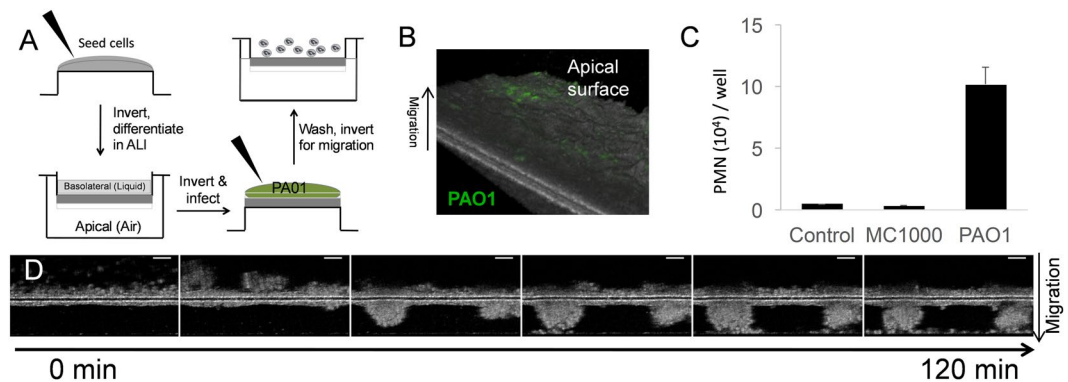 A
Seed cells
Invert,
differentiate
in ALI
Basolateral (Liquid)
Apical (Air)
Invert &
infect
PA01
Wash, invert
for migration
B
Apical
surface
Migration
PAO1
C
PMN (10⁴) / well
15
10
5
0
Control
MC1000
PAO1
D
Migration
0 min
120 min